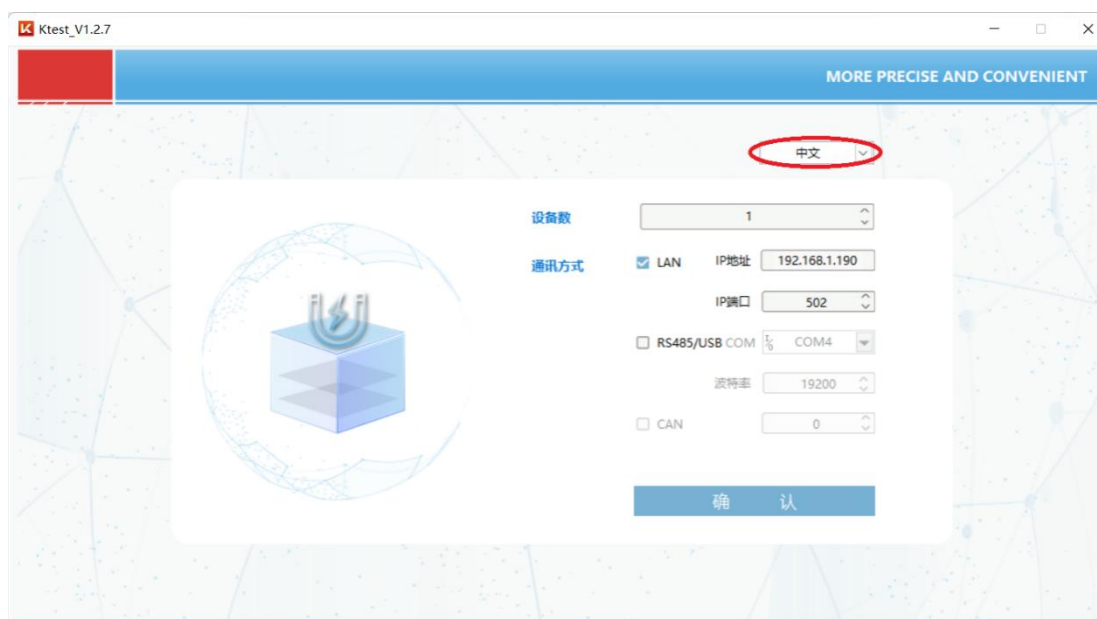 Ktest_V1.2.7
MORE PRECISE AND CONVENIENT
中文
设备数 1
通讯方式 LAN IP地址 192.168.1.190
IP端口 502
RS485/USB COM COM4
波特率 19200
CAN 0
确 认